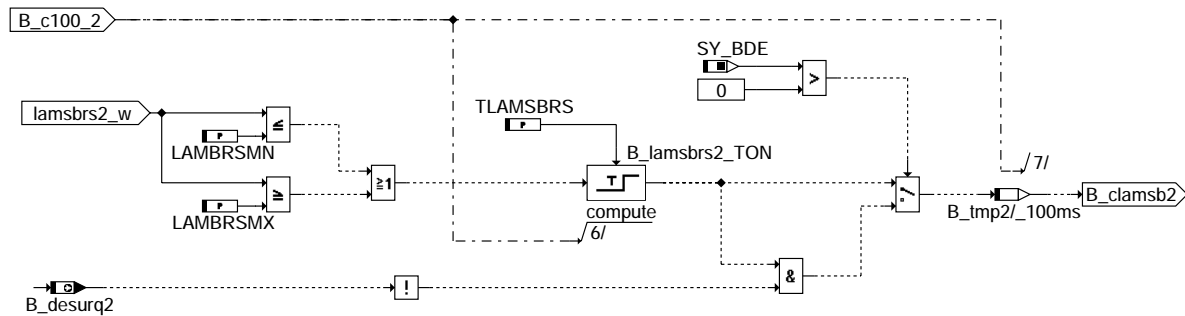 B_c100_2
SY_BDE
>
0
lamsbrs2_w
TLAMSBRS
P
≤
P
LAMBRSMN
B_lamsbrs2_TON
7/
≥1
T
≥
P
LAMBRSMX
compute
6/
B_tmp2/_100ms
B_clamsb2
&
!
B_desurq2